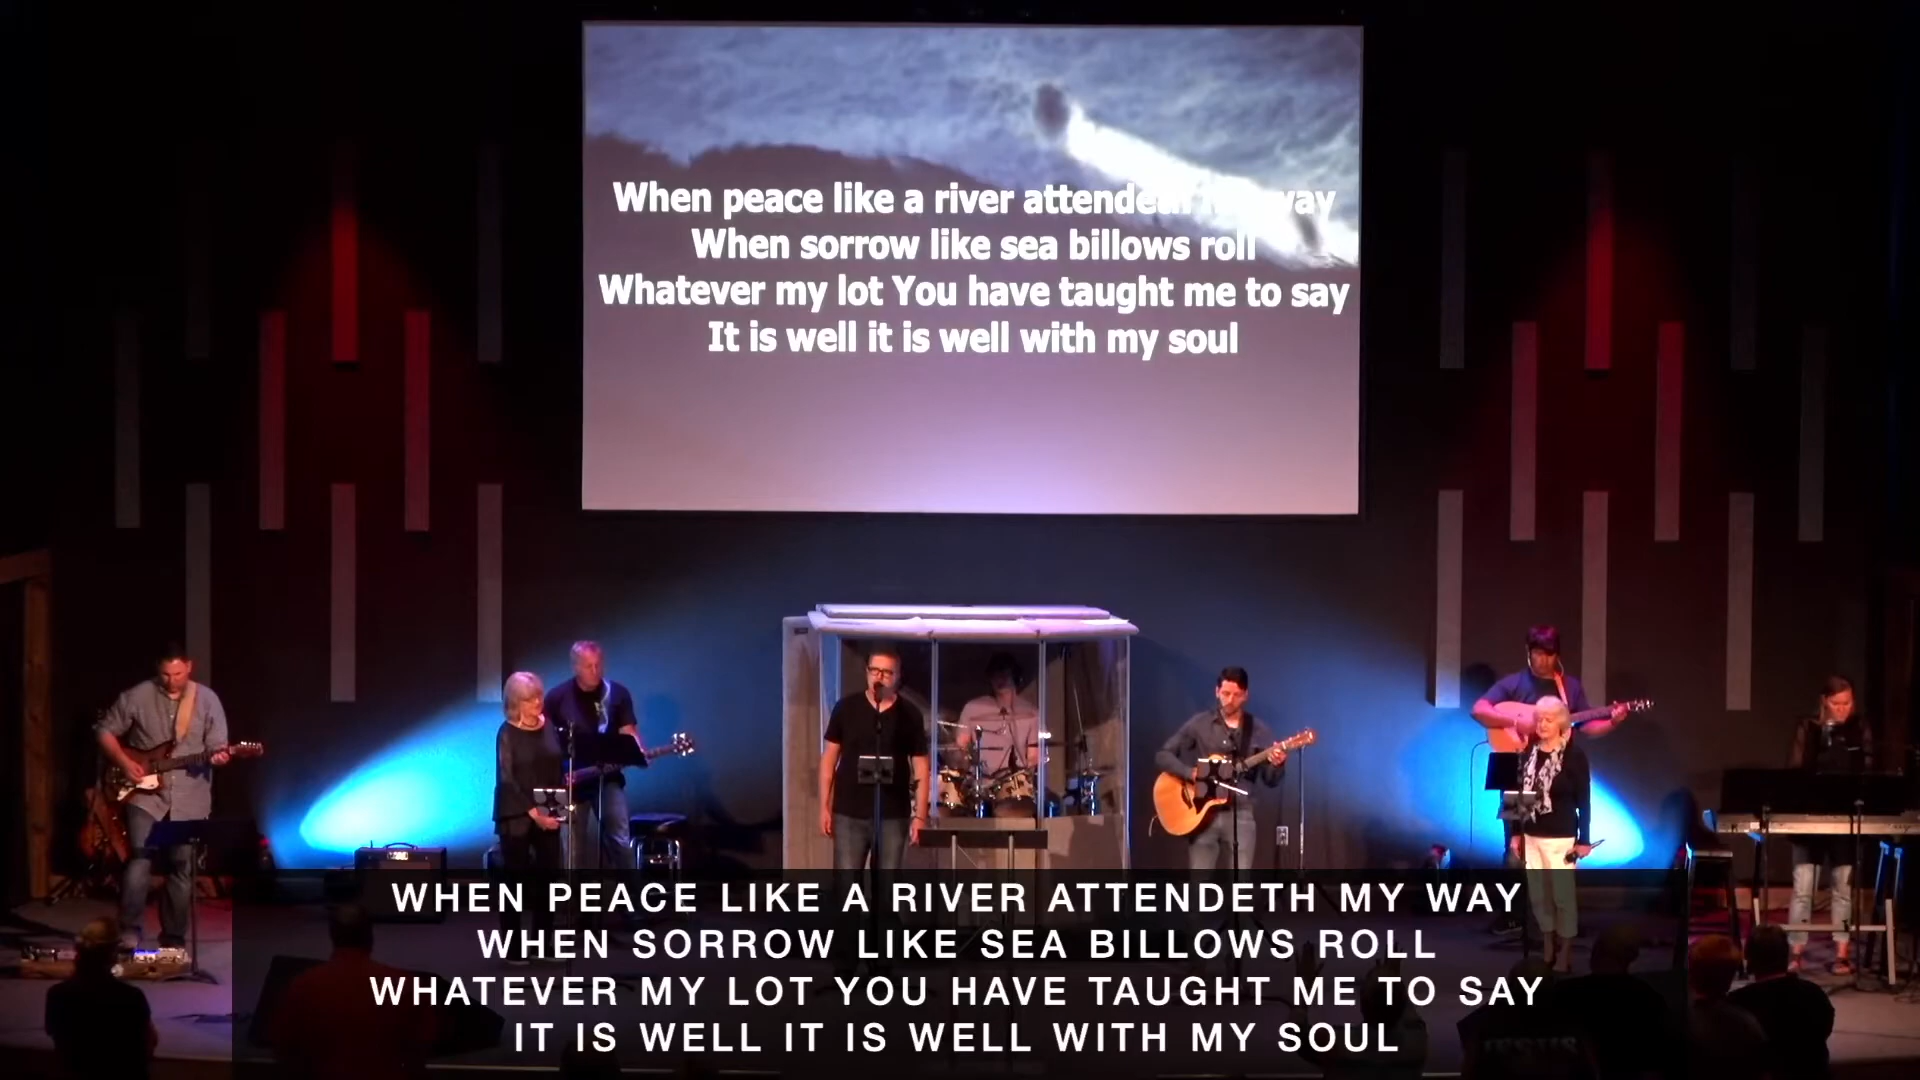 When peace like a river attendeth my way
When sorrow like sea billows roll
Whatever my lot You have taught me to say
It is well it is well with my soul
WHEN PEACE LIKE A RIVER ATTENDETH MY WAY
WHEN SORROW LIKE SEA BILLOWS ROLL
WHATEVER MY LOT YOU HAVE TAUGHT ME TO SAY
IT IS WELL IT IS WELL WITH MY SOUL
JESUS